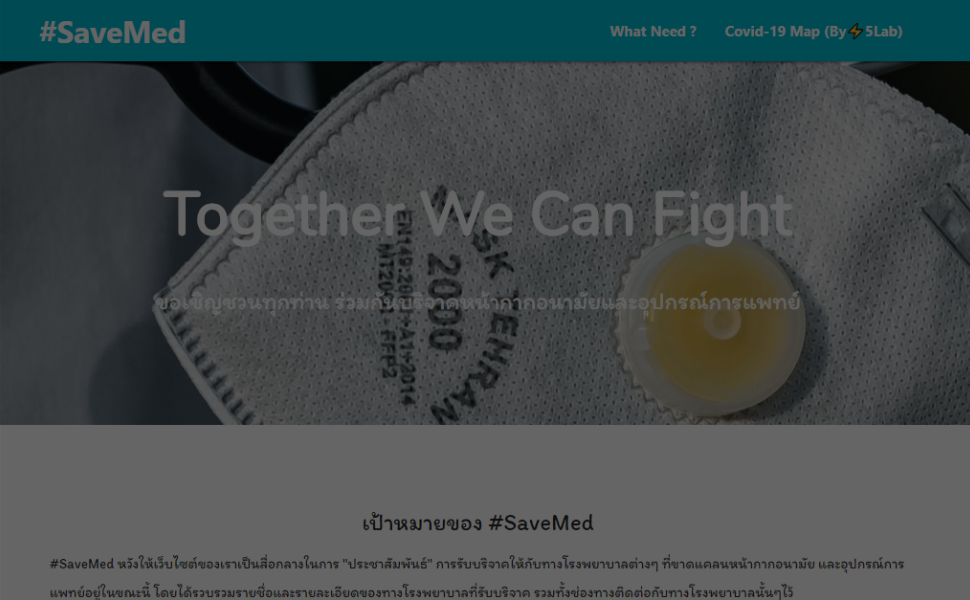 #SaveMed
What Need ?
Covid-19 Map (By⚡5Lab)
Together We Can Fight
ขอเชิญชวนทุกท่าน ร่วมกันบริจาคหน้ากากอนามัยและอุปกรณ์การแพทย์
SK TEHRAN
2000
EN149:2001+A1:2014
FFP2
เป้าหมายของ #SaveMed
#SaveMed หวังให้เว็บไซต์ของเราเป็นสื่อกลางในการ "ประชาสัมพันธ์" การรับบริจาคให้กับทางโรงพยาบาลต่างๆ ที่ขาดแคลนหน้ากากอนามัย และอุปกรณ์การ
แพทย์อยู่ในขณะนี้ โดยได้รวบรวมรายชื่อและรายละเอียดของทางโรงพยาบาลที่รับบริจาค รวมทั้งช่องทางติดต่อกับทางโรงพยาบาลนั้นๆไว้